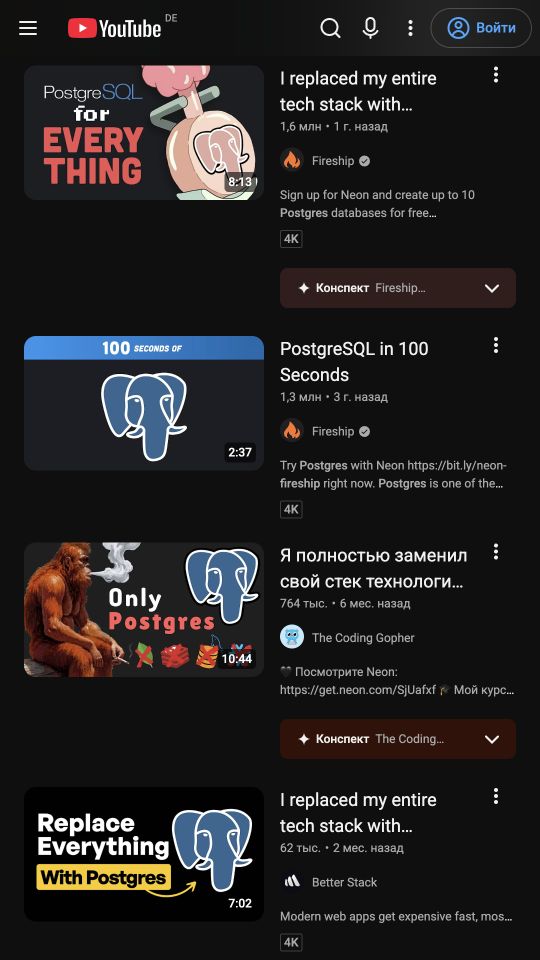 YouTube DE
Войти
PostgreSQL
for
EVERY
THING
8:13
I replaced my entire
tech stack with…
1,6 млн • 1 г. назад
Fireship
Sign up for Neon and create up to 10
Postgres databases for free…
4K
Конспект Fireship…
100 SECONDS OF
2:37
PostgreSQL in 100
Seconds
1,3 млн • 3 г. назад
Fireship
Try Postgres with Neon https://bit.ly/neon-
fireship right now. Postgres is one of the…
4K
Only
Postgres
10:44
Я полностью заменил
свой стек технологи…
764 тыс. • 6 мес. назад
The Coding Gopher
🖤 Посмотрите Neon:
https://get.neon.com/SjUafxf 🎓 Мой курс…
Конспект The Coding…
Replace
Everything
With Postgres
7:02
I replaced my entire
tech stack with…
62 тыс. • 2 мес. назад
Better Stack
Modern web apps get expensive fast, mos…
4K